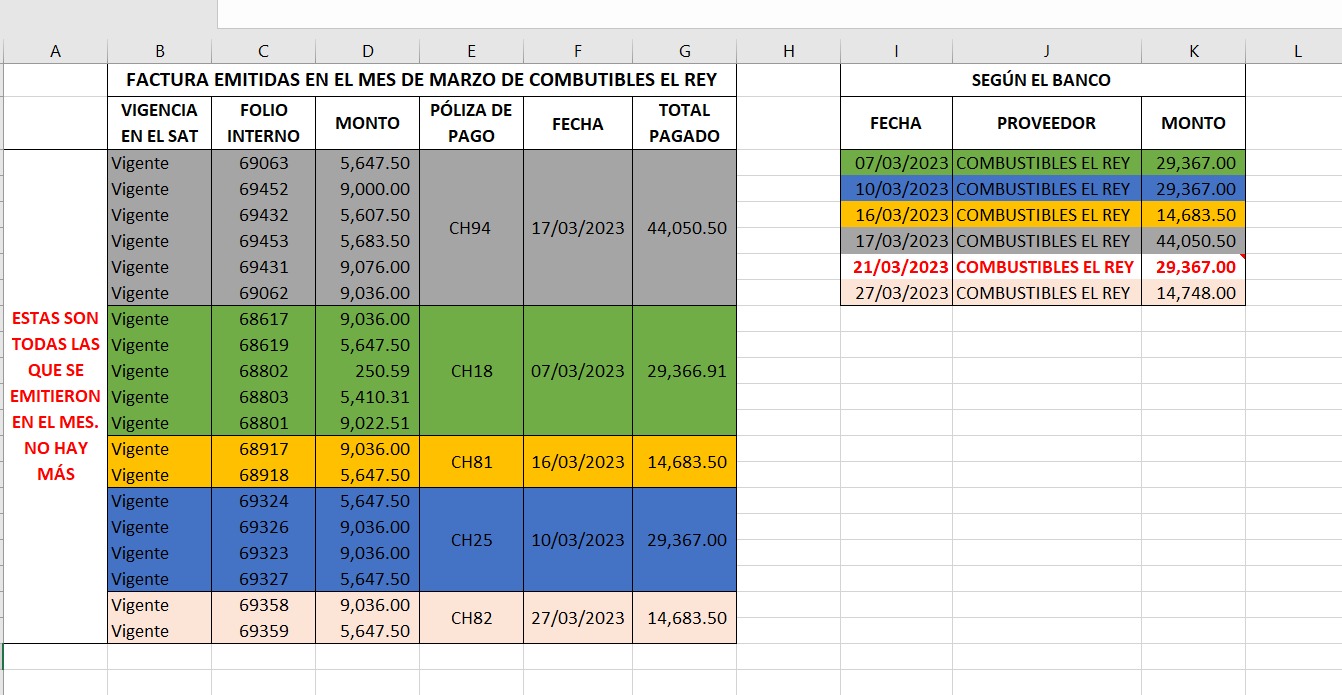 A B C D E F G H I J K L
FACTURA EMITIDAS EN EL MES DE MARZO DE COMBUTIBLES EL REY
VIGENCIA EN EL SAT FOLIO INTERNO MONTO PÓLIZA DE PAGO FECHA TOTAL PAGADO
ESTAS SON
TODAS LAS
QUE SE
EMITIERON
EN EL MES.
NO HAY
MÁS
Vigente 69063 5,647.50
Vigente 69452 9,000.00
Vigente 69432 5,607.50
CH94 17/03/2023 44,050.50
Vigente 69453 5,683.50
Vigente 69431 9,076.00
Vigente 69062 9,036.00
Vigente 68617 9,036.00
Vigente 68619 5,647.50
Vigente 68802 250.59 CH18 07/03/2023 29,366.91
Vigente 68803 5,410.31
Vigente 68801 9,022.51
Vigente 68917 9,036.00
CH81 16/03/2023 14,683.50
Vigente 68918 5,647.50
Vigente 69324 5,647.50
Vigente 69326 9,036.00
CH25 10/03/2023 29,367.00
Vigente 69323 9,036.00
Vigente 69327 5,647.50
Vigente 69358 9,036.00
CH82 27/03/2023 14,683.50
Vigente 69359 5,647.50
SEGÚN EL BANCO
FECHA PROVEEDOR MONTO
07/03/2023 COMBUSTIBLES EL REY 29,367.00
10/03/2023 COMBUSTIBLES EL REY 29,367.00
16/03/2023 COMBUSTIBLES EL REY 14,683.50
17/03/2023 COMBUSTIBLES EL REY 44,050.50
21/03/2023 COMBUSTIBLES EL REY 29,367.00
27/03/2023 COMBUSTIBLES EL REY 14,748.00